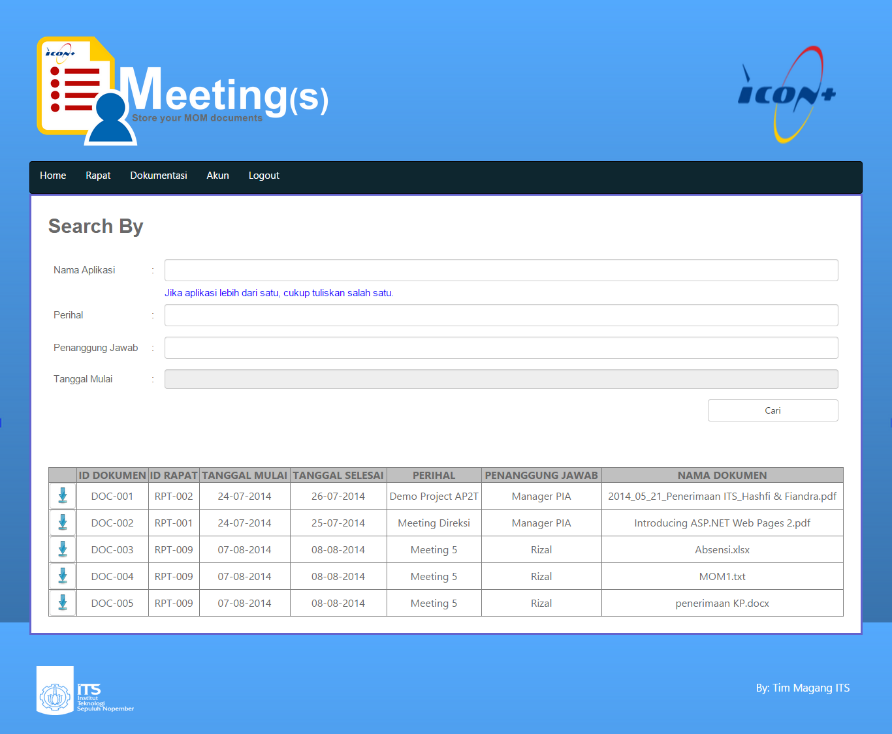 iCON+
Meeting(s)
Store your MOM documents
iCON+
Home Rapat Dokumentasi Akun Logout
Search By
Nama Aplikasi :
Jika aplikasi lebih dari satu, cukup tuliskan salah satu.
Perihal :
Penanggung Jawab :
Tanggal Mulai :
Cari
ID DOKUMEN ID RAPAT TANGGAL MULAI TANGGAL SELESAI PERIHAL PENANGGUNG JAWAB NAMA DOKUMEN
DOC-001 RPT-002 24-07-2014 26-07-2014 Demo Project AP2T Manager PIA 2014_05_21_Penerimaan ITS_Hashfi & Fiandra.pdf
DOC-002 RPT-001 24-07-2014 25-07-2014 Meeting Direksi Manager PIA Introducing ASP.NET Web Pages 2.pdf
DOC-003 RPT-009 07-08-2014 08-08-2014 Meeting 5 Rizal Absensi.xlsx
DOC-004 RPT-009 07-08-2014 08-08-2014 Meeting 5 Rizal MOM1.txt
DOC-005 RPT-009 07-08-2014 08-08-2014 Meeting 5 Rizal penerimaan KP.docx
iTS
Institut
Teknologi
Sepuluh Nopember
By: Tim Magang ITS